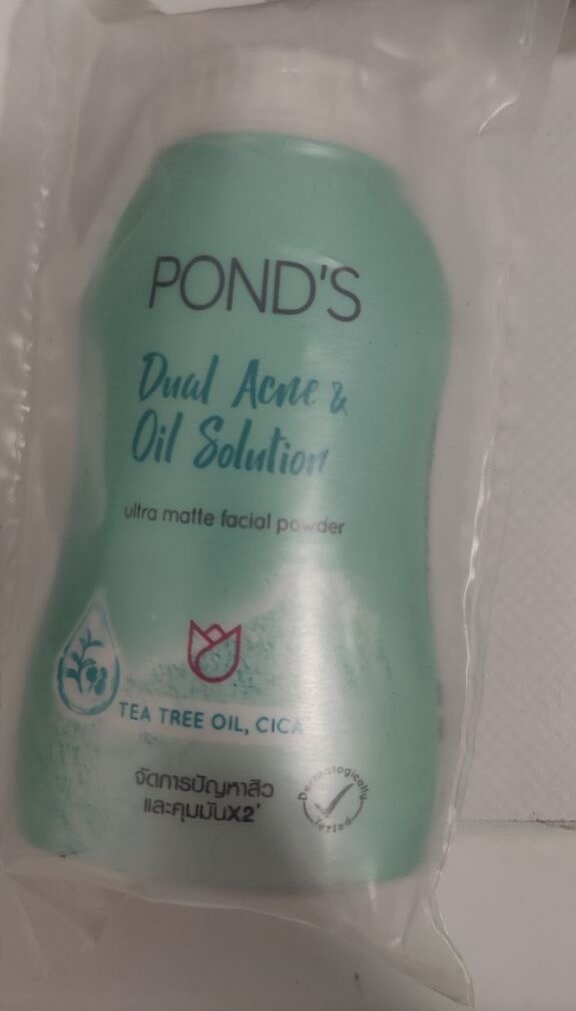 POND'S
Dual Acne &
Oil Solution
ultra matte facial powder
TEA TREE OIL, CICA
จัดการปัญหาสิว
และคุมมันX2*
Dermatologically
Tested